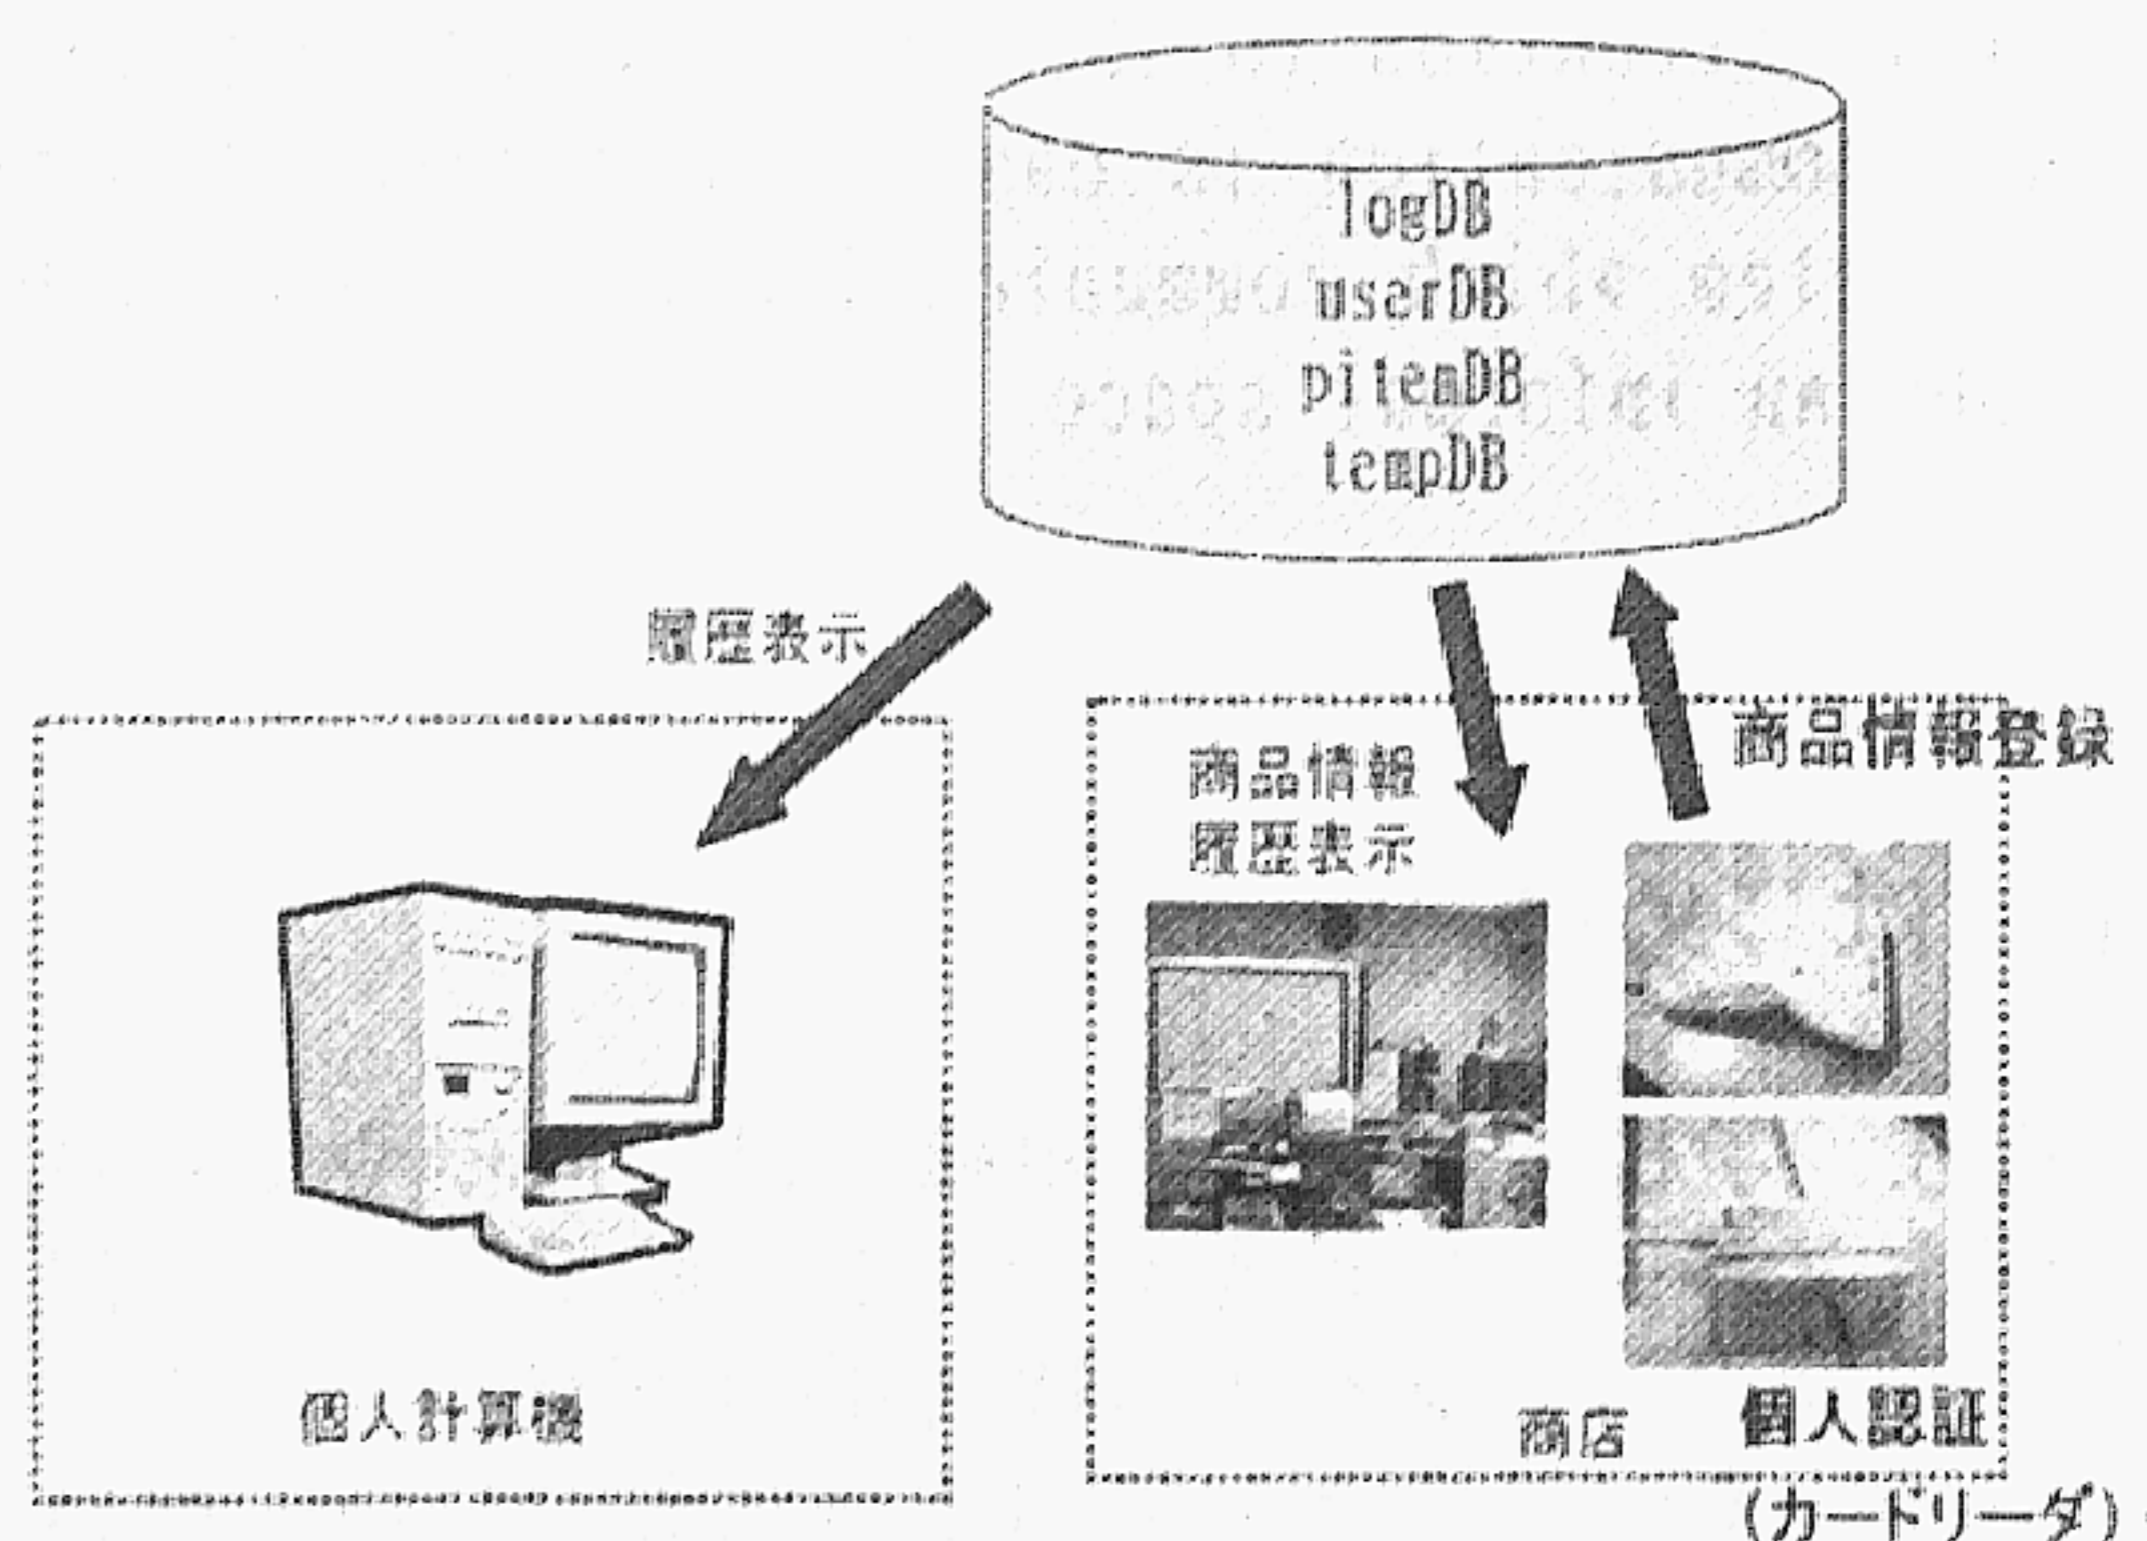 logDB
userDB
pitemDB
tempDB
履歴表示
商品情報登録
商品情報
履歴表示
個人計算機
商店
個人認証
(カードリーダ)